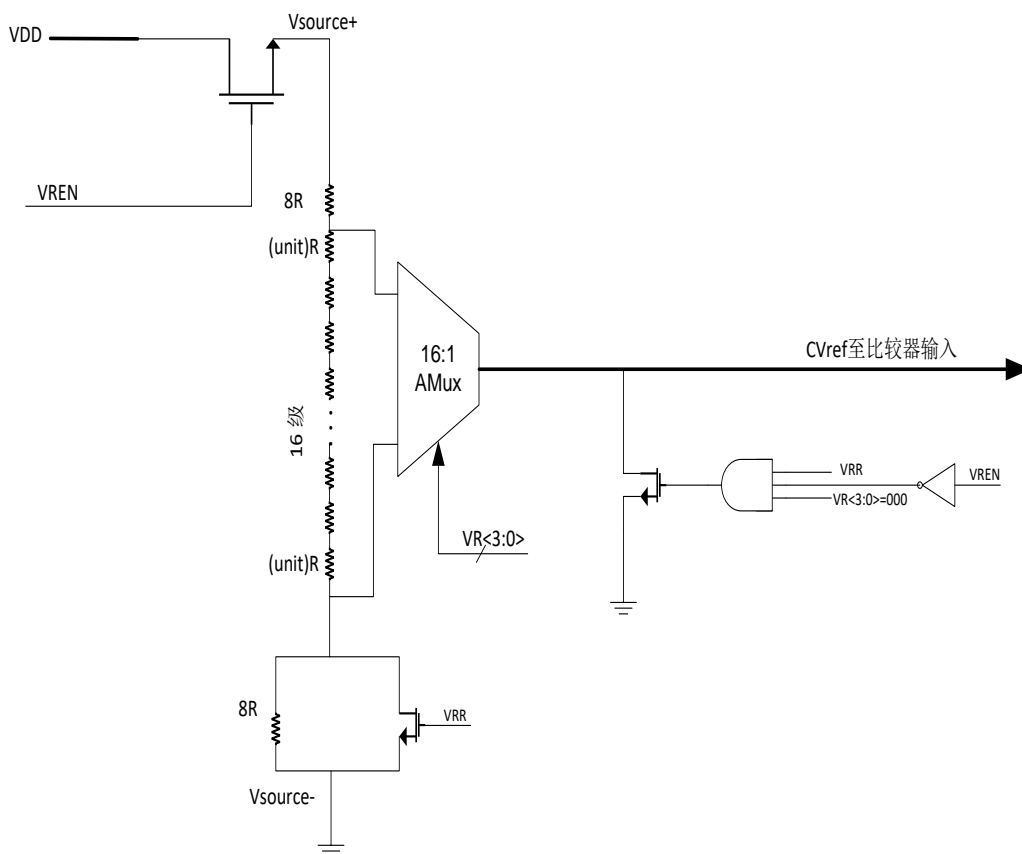 Vsource+
VDD
VREN
8R
(unit)R
16:1
AMux
CVref至比较器输入
16 级
VRR
VREN
VR<3:0>=000
VR<3:0>
(unit)R
8R
VRR
Vsource-